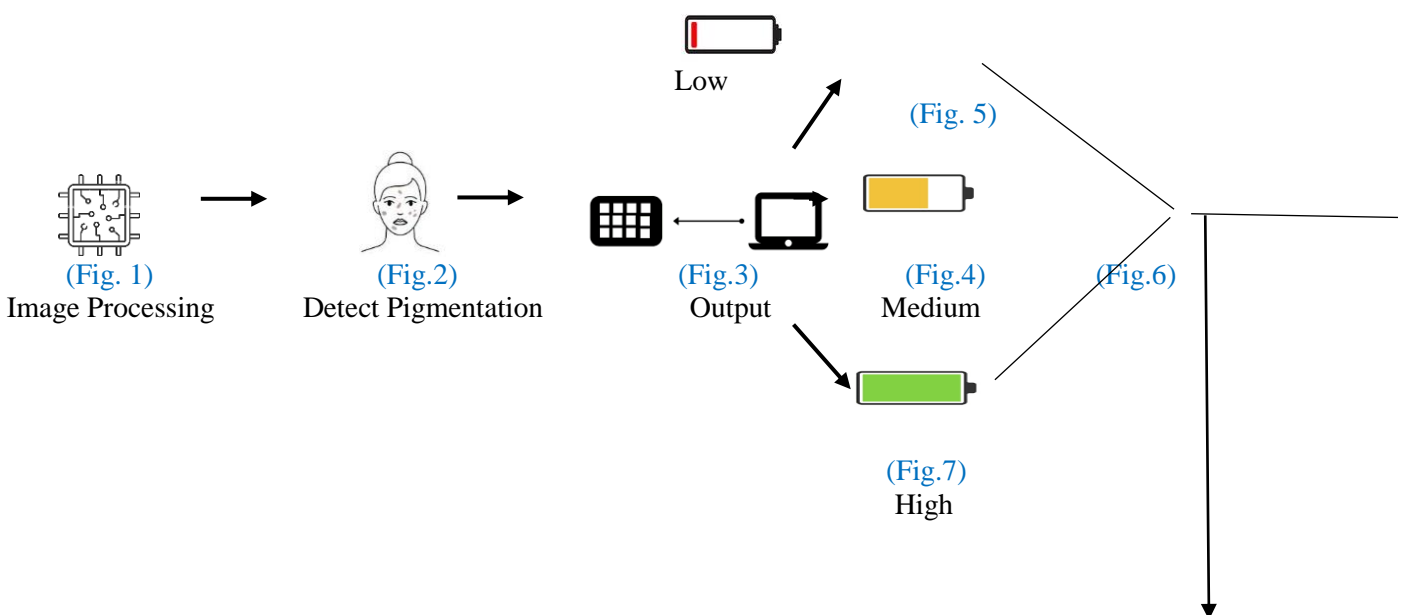 Low
(Fig. 5)
(Fig. 1)
(Fig.2)
(Fig.3)
(Fig.4)
(Fig.6)
Image Processing
Detect Pigmentation
Output
Medium
(Fig.7)
High